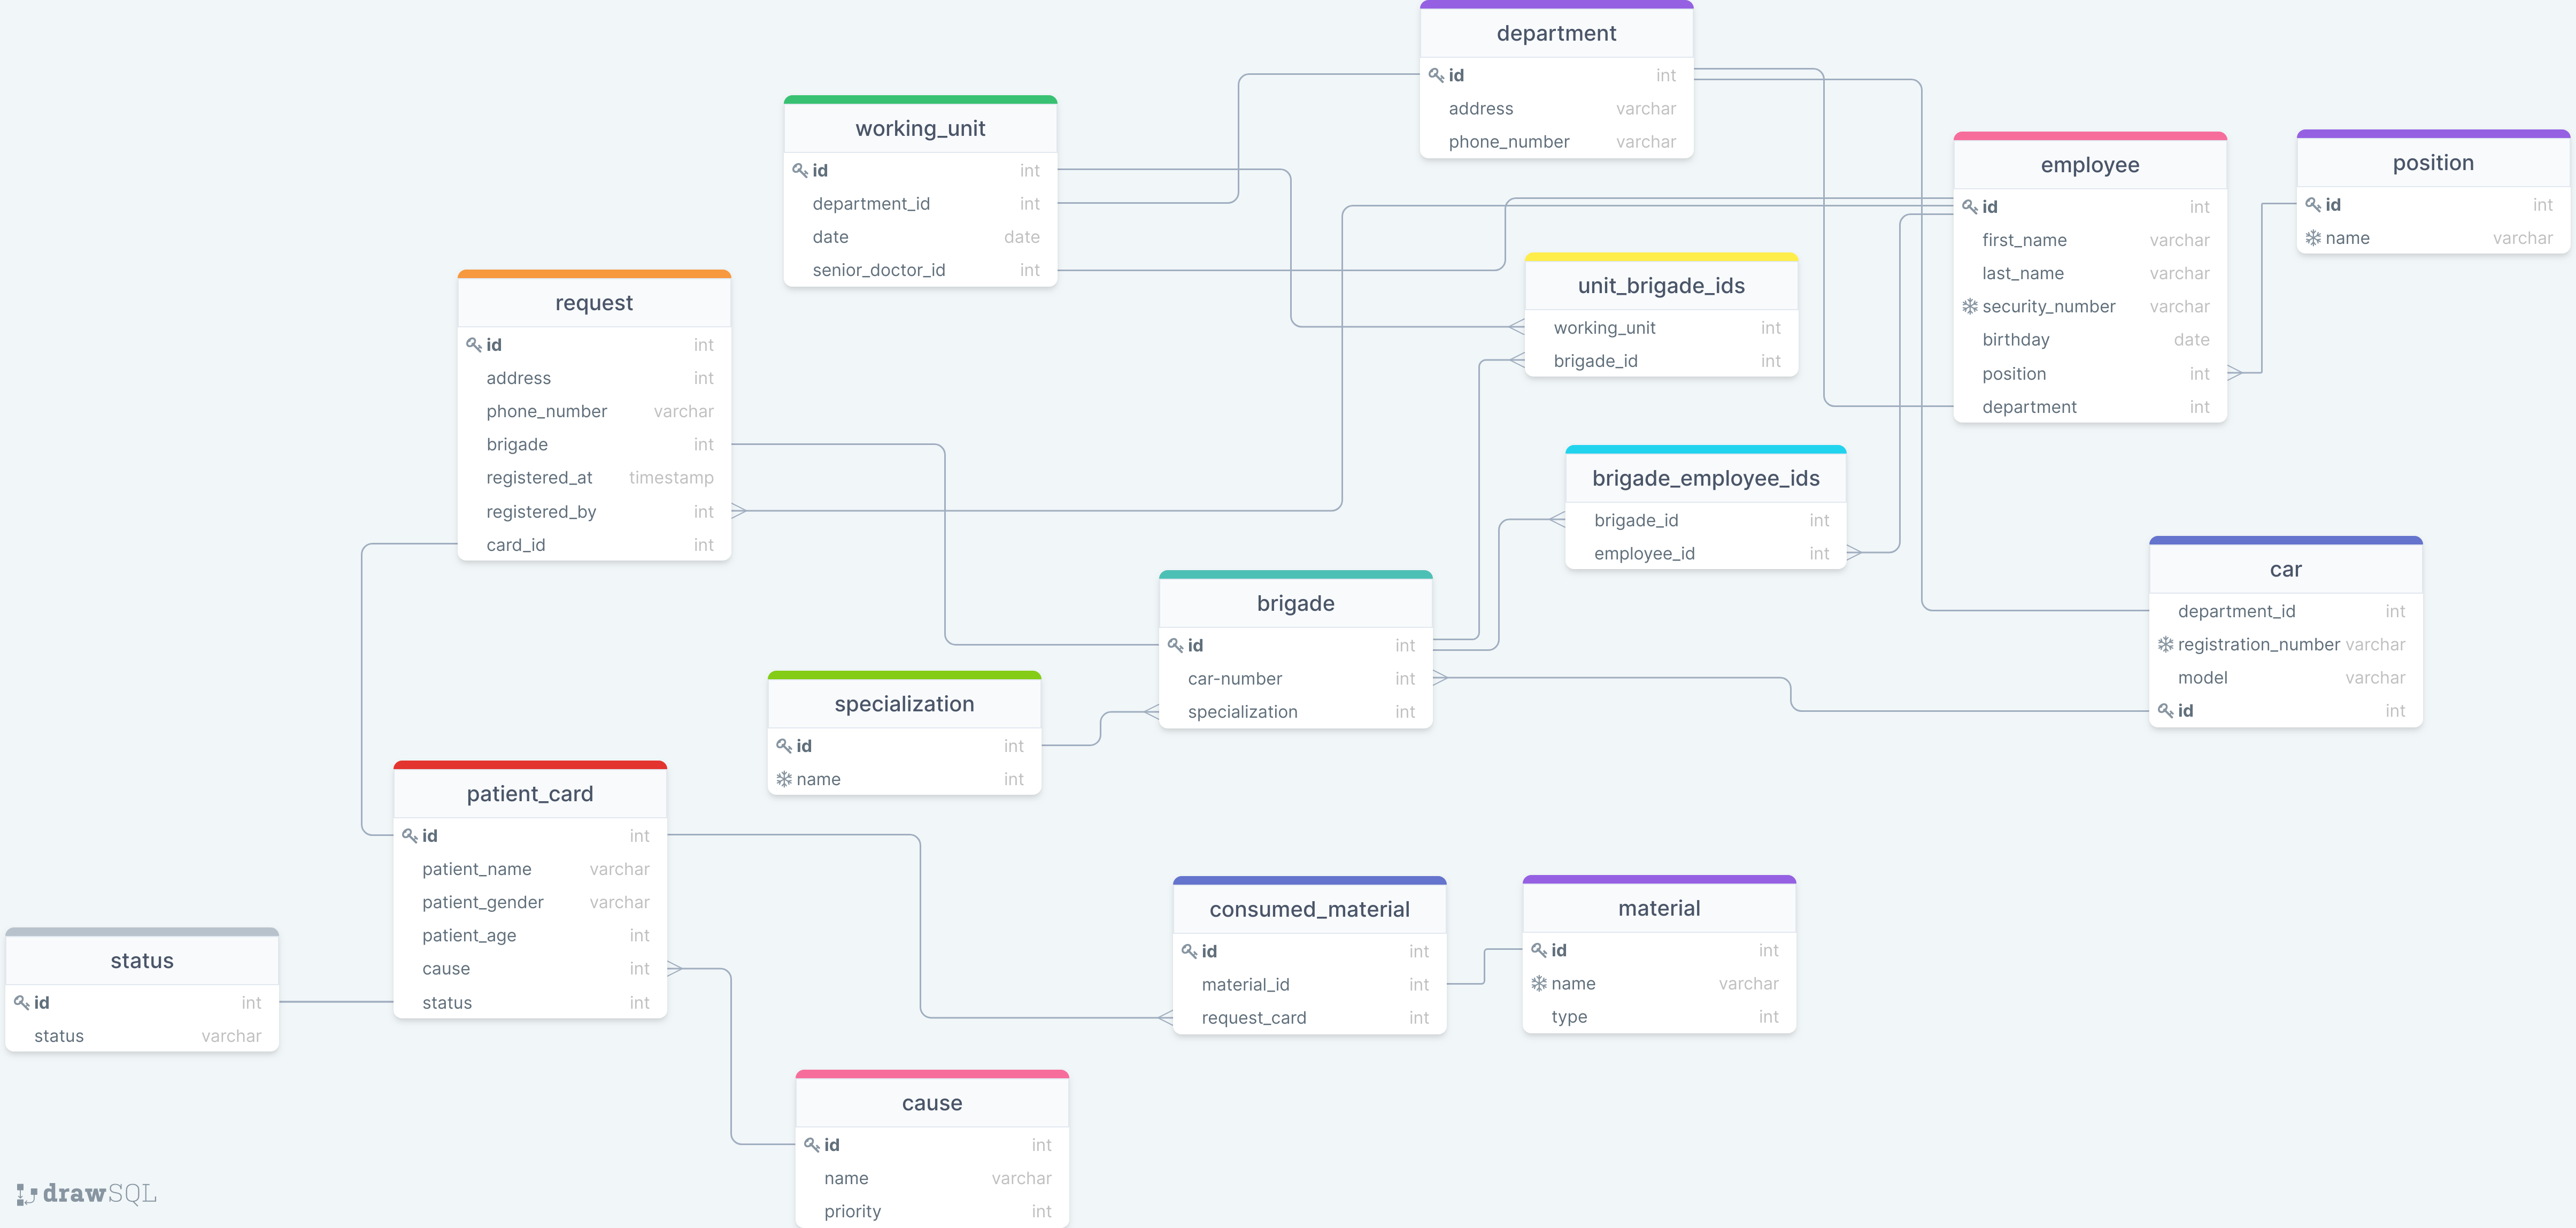 department
id int
address varchar
phone_number varchar
working_unit
id int
department_id int
date date
senior_doctor_id int
employee
id int
first_name varchar
last_name varchar
security_number varchar
birthday date
position int
department int
position
id int
name varchar
request
id int
address int
phone_number varchar
brigade int
registered_at timestamp
registered_by int
card_id int
unit_brigade_ids
working_unit int
brigade_id int
brigade_employee_ids
brigade_id int
employee_id int
car
department_id int
registration_number varchar
model varchar
id int
brigade
id int
car-number int
specialization int
specialization
id int
name int
patient_card
id int
patient_name varchar
patient_gender varchar
patient_age int
cause int
status int
status
id int
status varchar
consumed_material
id int
material_id int
request_card int
material
id int
name varchar
type int
cause
id int
name varchar
priority int
drawSQL